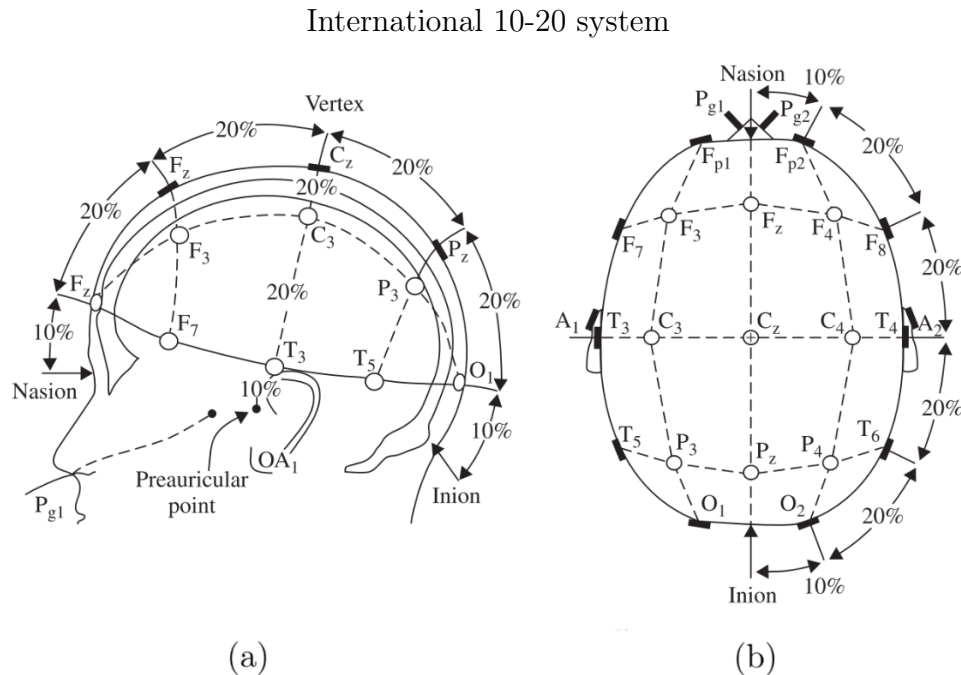 International 10-20 system
Vertex
20%
20%
Fz
Cz
20%
20%
Fz
F3
C3
Pz
20%
P3
20%
10%
F7
T3
T5
O1
Nasion
10%
10%
Preauricular
point
OA1
Inion
Pg1
(a)
Nasion
10%
Pg1
Pg2
20%
Fp1
Fp2
F7
F3
Fz
F4
F8
20%
A1
T3
C3
Cz
C4
T4
A2
20%
T5
P3
Pz
P4
T6
O1
O2
20%
Inion
10%
(b)